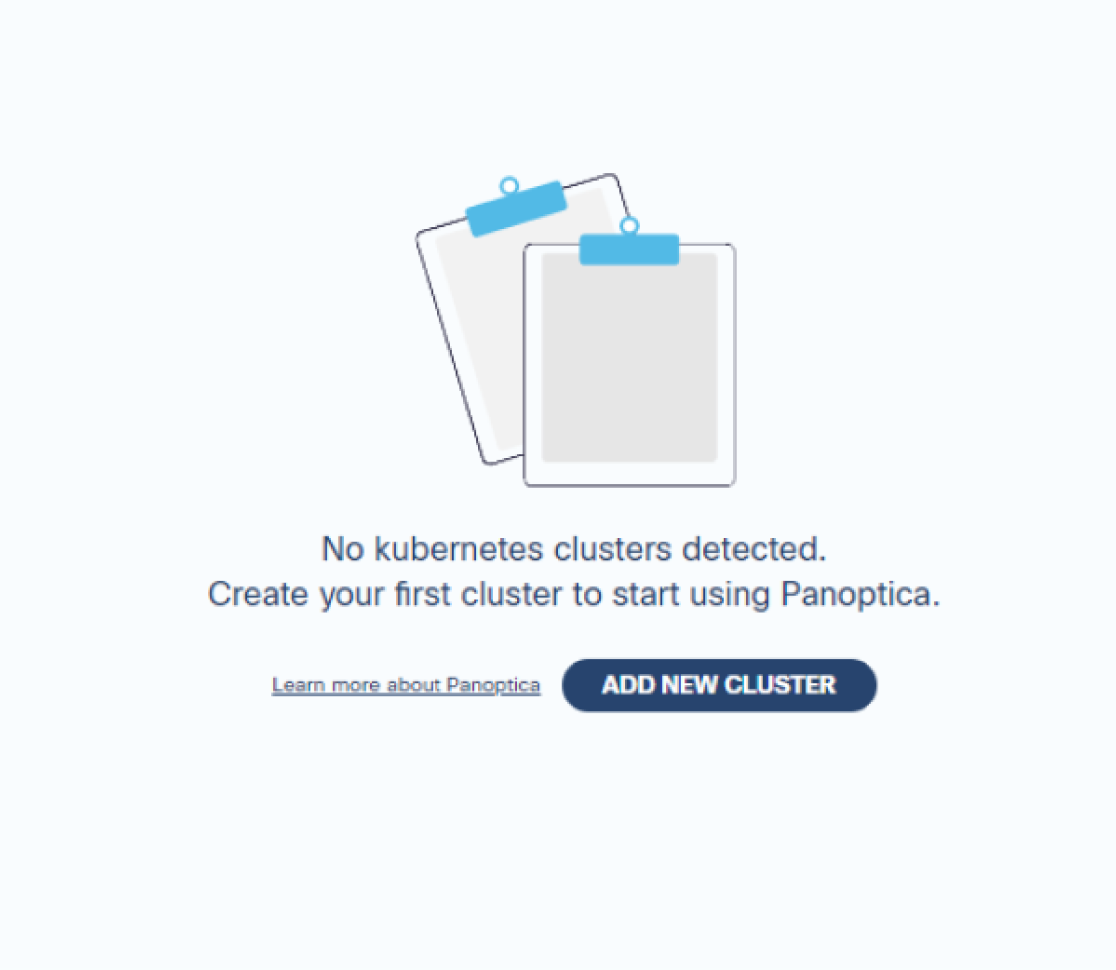 No kubernetes clusters detected.
Create your first cluster to start using Panoptica.
Learn more about Panoptica ADD NEW CLUSTER